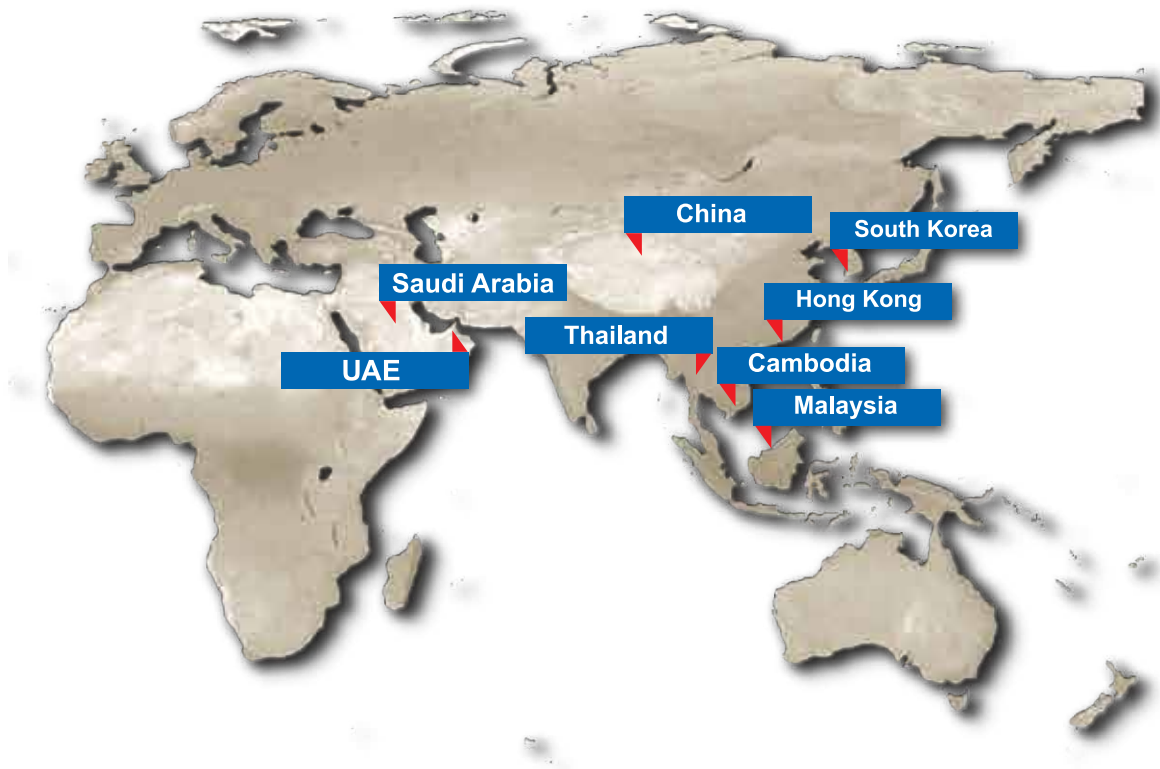 China
South Korea
Saudi Arabia
Hong Kong
Thailand
Cambodia
UAE
Malaysia